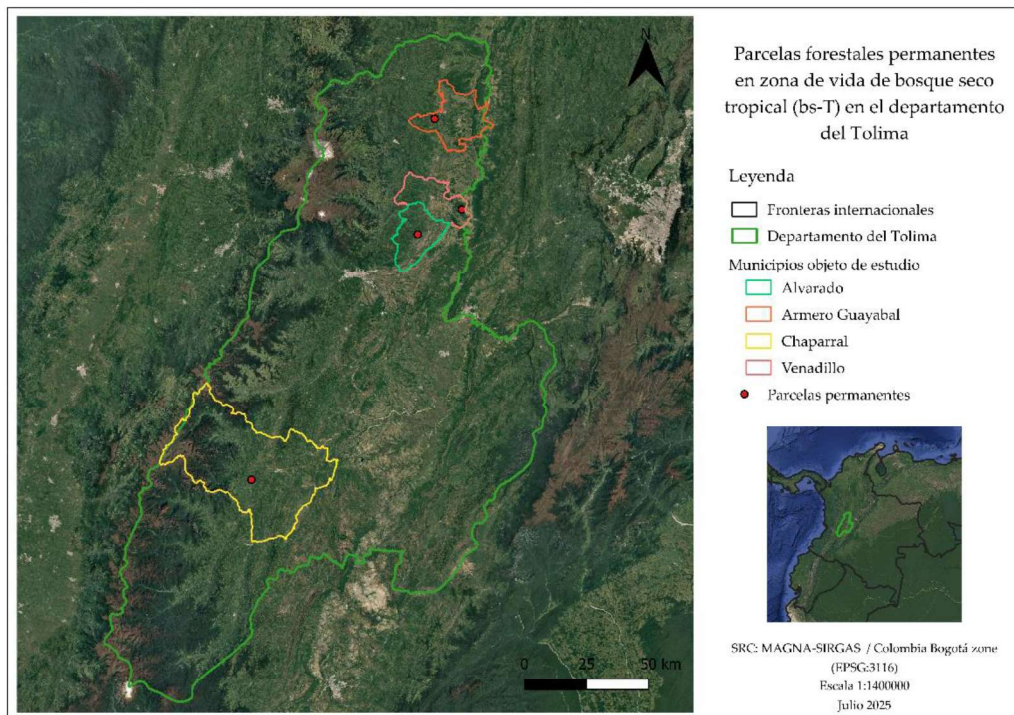 N
Parcelas forestales permanentes
en zona de vida de bosque seco
tropical (bs-T) en el departamento
del Tolima
Leyenda
Fronteras internacionales
Departamento del Tolima
Municipios objeto de estudio
Alvarado
Armero Guayabal
Chaparral
Venadillo
Parcelas permanentes
0 25 50 km
SRC: MAGNA-SIRGAS / Colombia Bogotá zone
(EPSG:3116)
Escala 1:1400000
Julio 2025